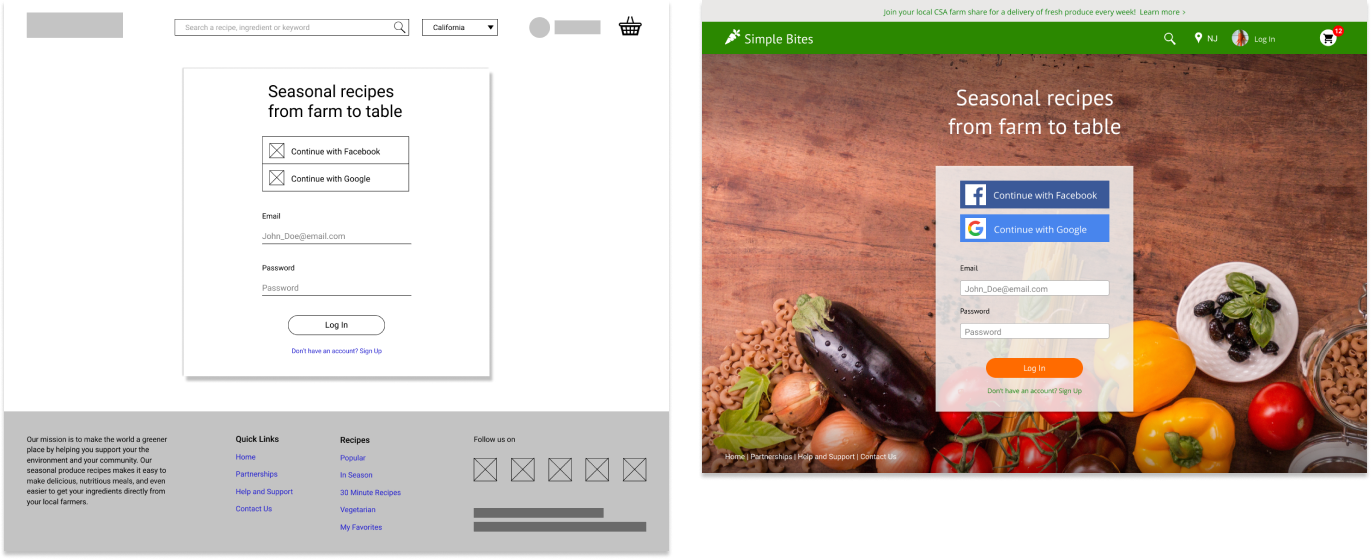 Search a recipe, ingredient or keyword
California
Seasonal recipes
from farm to table
Continue with Facebook
Continue with Google
Email
John_Doe@email.com
Password
Password
Log In
Don't have an account? Sign Up
Our mission is to make the world a greener
place by helping you support your the
environment and your community. Our
seasonal produce recipes makes it easy to
make delicious, nutritious meals, and even
easier to get your ingredients directly from
your local farmers.
Quick Links
Home
Partnerships
Help and Support
Contact Us
Recipes
Popular
In Season
30 Minute Recipes
Vegetarian
My Favorites
Follow us on
Join your local CSA farm share for a delivery of fresh produce every week! Learn more >
Simple Bites
NJ
Log In
12
Seasonal recipes
from farm to table
Continue with Facebook
Continue with Google
Email
John_Doe@email.com
Password
Password
Log In
Don't have an account? Sign Up
Home | Partnerships | Help and Support | Contact Us